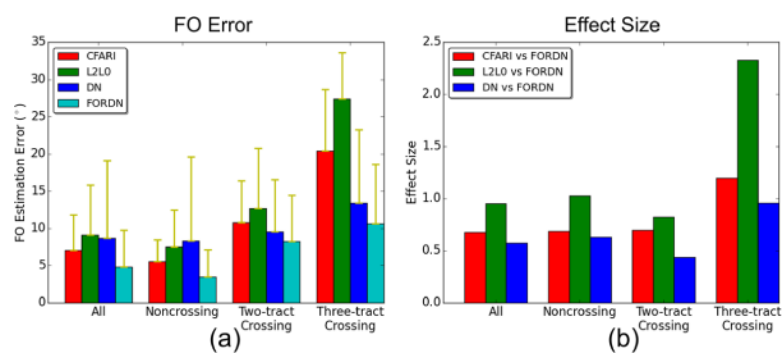 FO Error
35
30
25
20
15
10
5
0
FO Estimation Error (°)
CFARI
L2L0
DN
FORDN
All
Noncrossing
Two-tract
Crossing
Three-tract
Crossing
(a)
Effect Size
2.5
2.0
1.5
1.0
0.5
0.0
Effect Size
CFARI vs FORDN
L2L0 vs FORDN
DN vs FORDN
All
Noncrossing
Two-tract
Crossing
Three-tract
Crossing
(b)